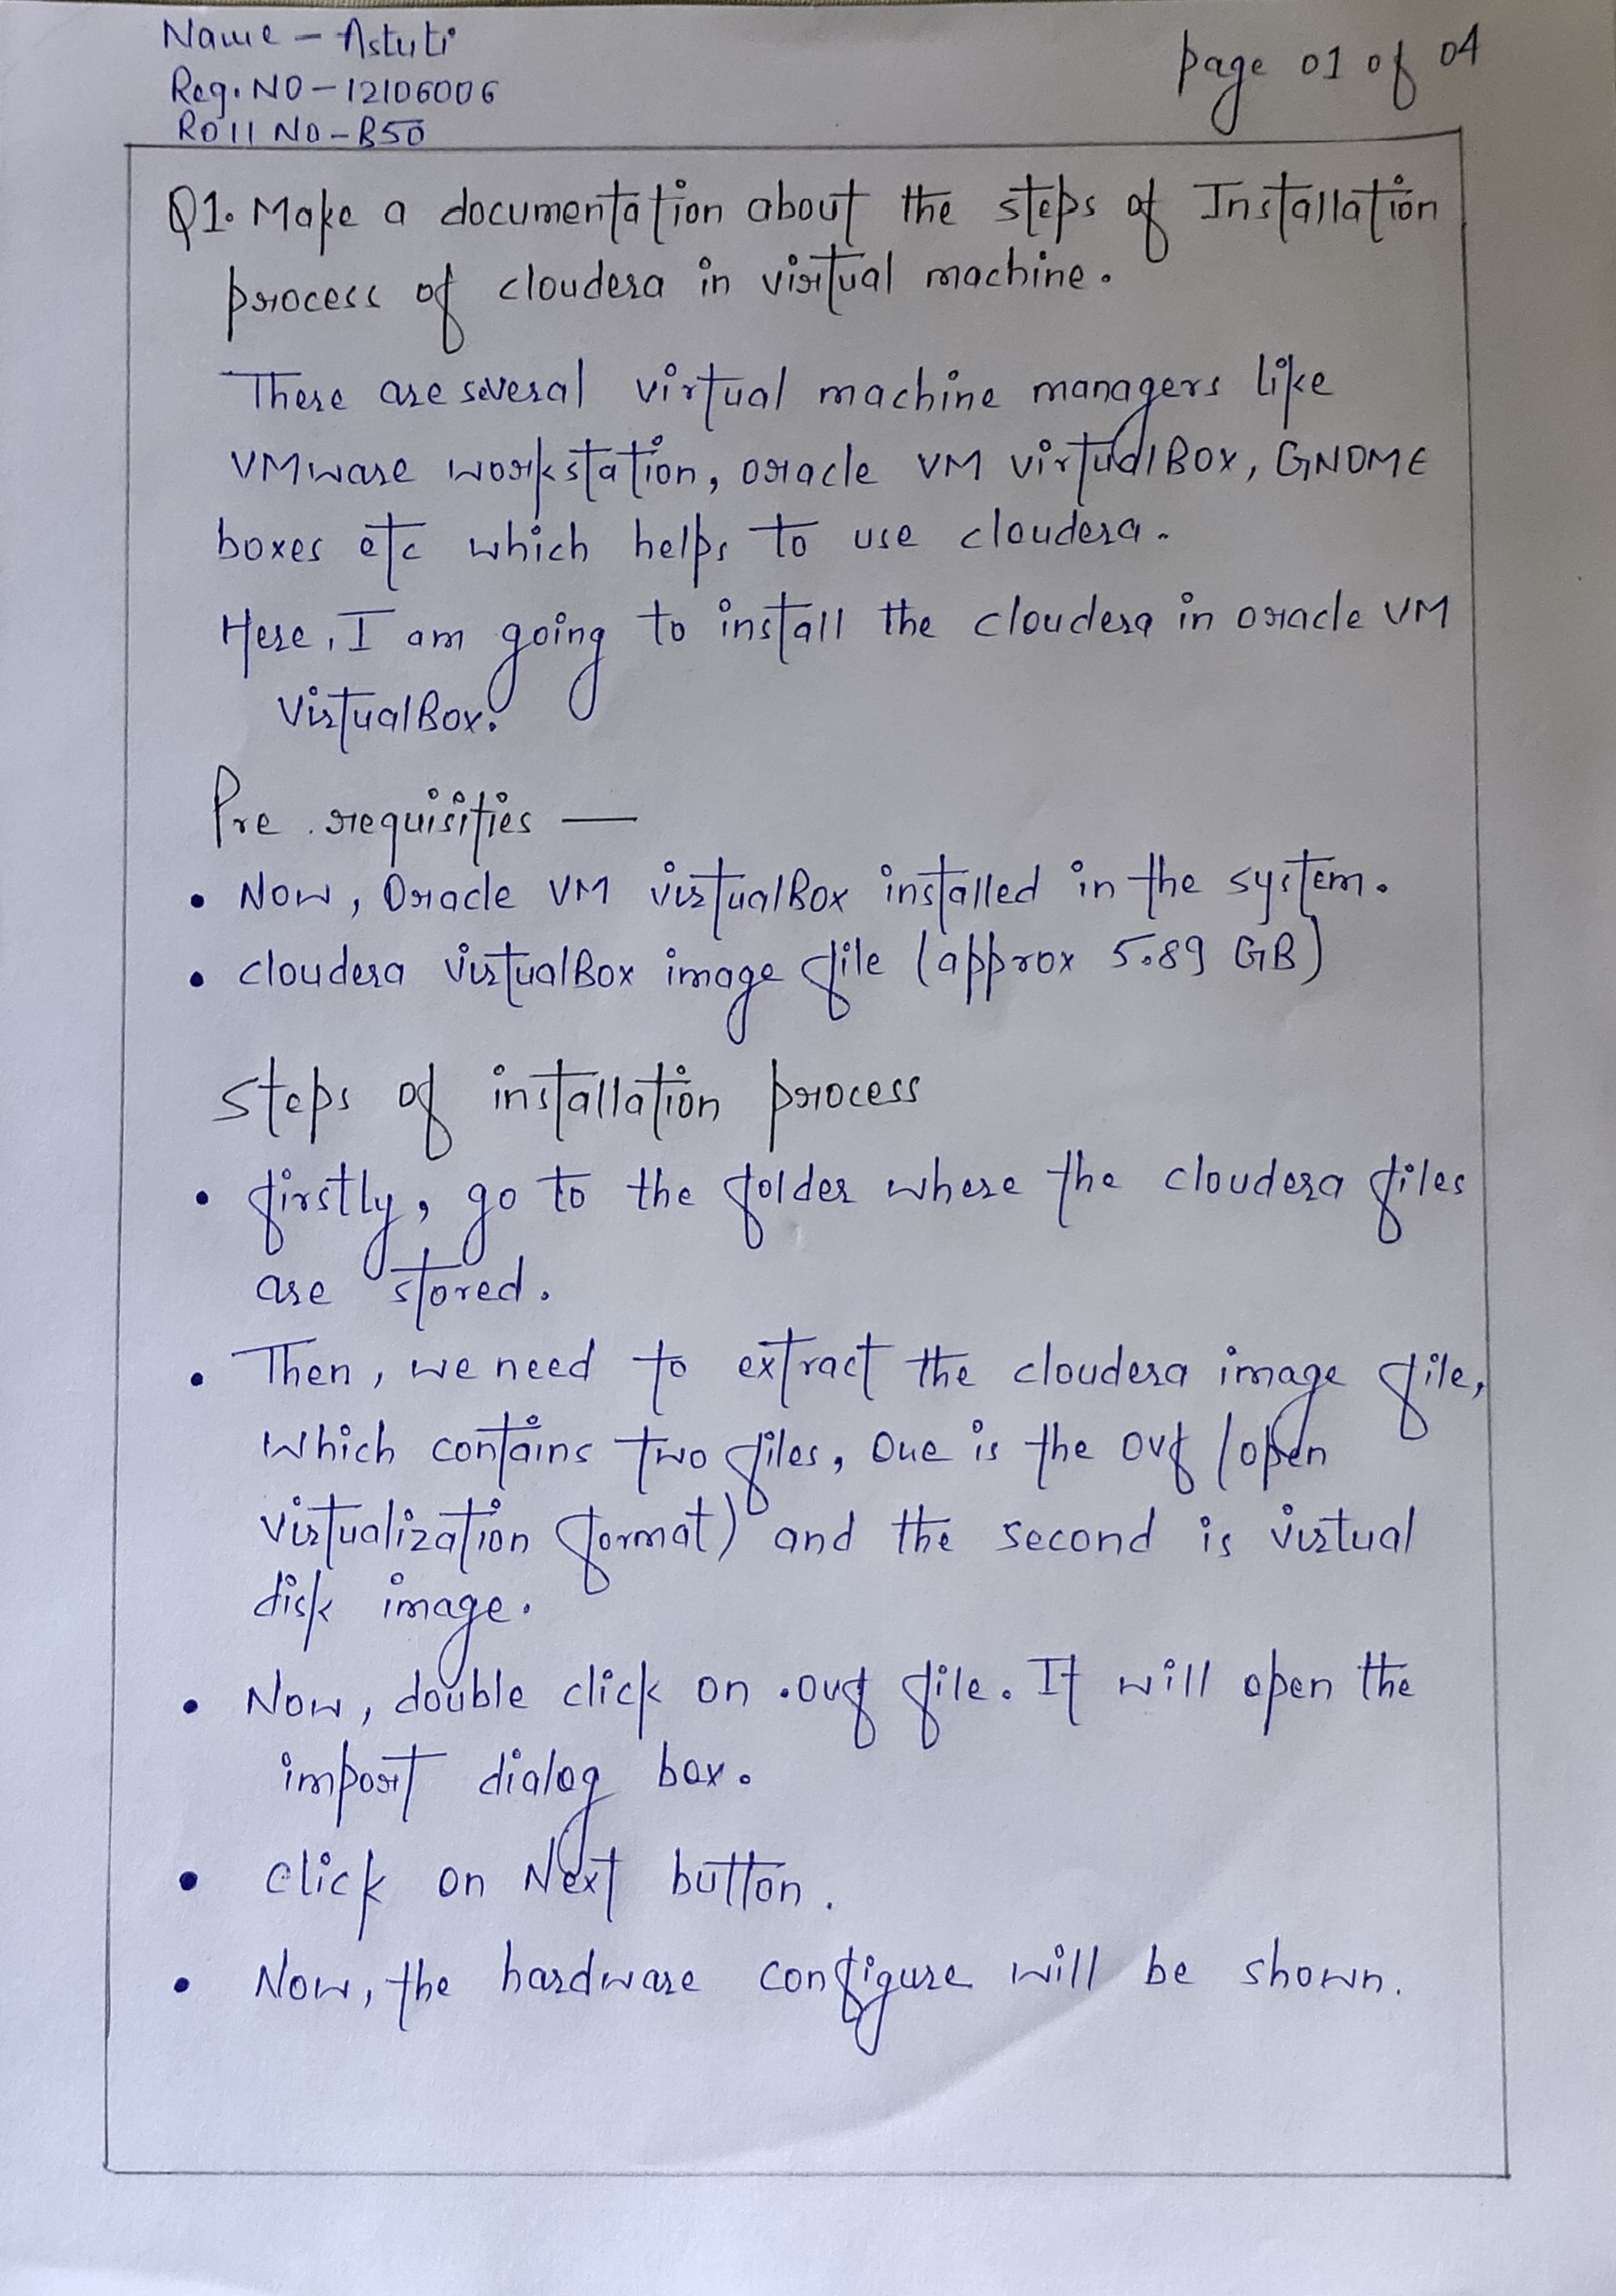 Name - Astuti
Page 01 of 04
Reg. NO - 12106006
Roll No - B50
Q1. Make a documentation about the steps of Installation
process of cloudera in virtual machine.
There are several virtual machine managers like
VMware workstation, oracle VM virtualBox, GNOME
boxes etc which helps to use cloudera.
Here, I am going to install the cloudera in oracle VM
VirtualBox.
Pre requisities —
• Now, Oracle VM virtualBox installed in the system.
• cloudera virtualBox image file (approx 5.89 GB)
steps of installation process
• firstly, go to the folder where the cloudera files
are stored.
• Then, we need to extract the cloudera image file,
which contains two files, One is the ovf (open
virtualization format) and the second is virtual
disk image.
• Now, double click on .ovf file. It will open the
import dialog box.
• click on Next button.
• Now, the hardware configure will be shown.